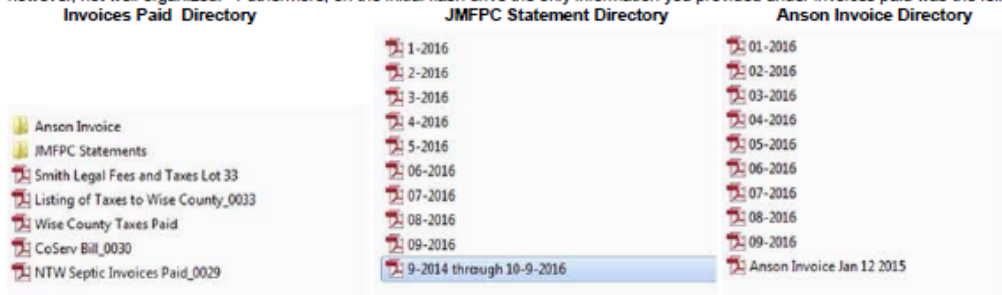 Invoices Paid Directory
Anson Invoice
JMFPC Statements
Smith Legal Fees and Taxes Lot 33
Listing of Taxes to Wise County_0033
Wise County Taxes Paid
CoServ Bill_0030
NTW Septic Invoices Paid_0029
JMFPC Statement Directory
1-2016
2-2016
3-2016
4-2016
5-2016
06-2016
07-2016
08-2016
09-2016
9-2014 through 10-9-2016
Anson Invoice Directory
01-2016
02-2016
03-2016
04-2016
05-2016
06-2016
07-2016
08-2016
09-2016
Anson Invoice Jan 12 2015